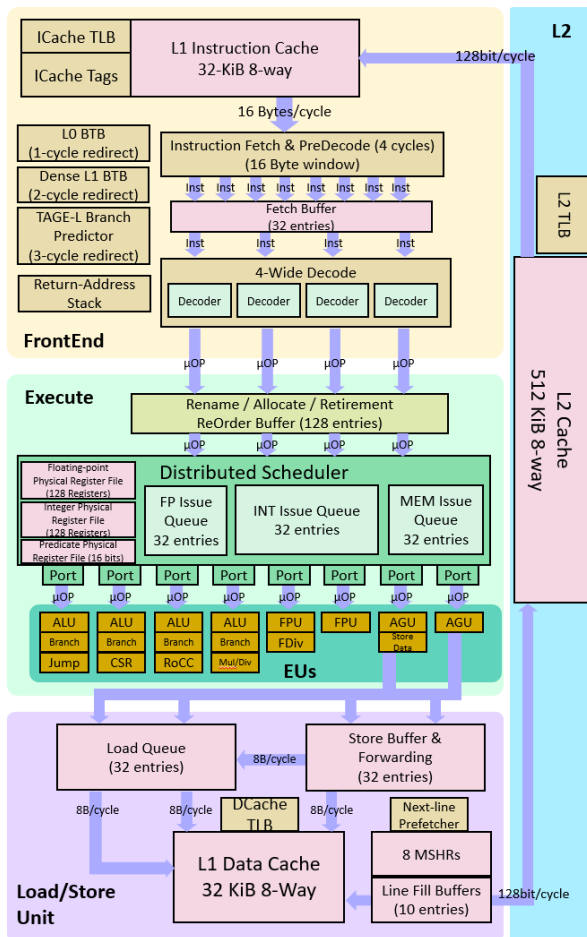 L2
ICache TLB
ICache Tags
L1 Instruction Cache
32-KiB 8-way
128bit/cycle
16 Bytes/cycle
L0 BTB
(1-cycle redirect)
Dense L1 BTB
(2-cycle redirect)
TAGE-L Branch
Predictor
(3-cycle redirect)
Return-Address
Stack
Instruction Fetch & PreDecode (4 cycles)
(16 Byte window)
Inst Inst Inst Inst Inst Inst Inst Inst
Fetch Buffer
(32 entries)
Inst Inst Inst Inst
4-Wide Decode
Decoder Decoder Decoder Decoder
FrontEnd
L2 TLB
L2 Cache
512 KiB 8-way
μOP μOP μOP μOP
Execute
Rename / Allocate / Retirement
ReOrder Buffer (128 entries)
μOP μOP μOP μOP
Distributed Scheduler
Floating-point
Physical Register File
(128 Registers)
Integer Physical
Register File
(128 Registers)
Predicate Physical
Register File (16 bits)
FP Issue
Queue
32 entries
INT Issue Queue
32 entries
MEM Issue
Queue
32 entries
Port Port Port Port Port Port Port Port
μOP μOP μOP μOP μOP μOP μOP μOP
ALU ALU ALU ALU FPU FPU AGU AGU
Branch Branch Branch Branch FDiv Store
Data
Jump CSR RoCC Mul/Div
EUs
Load Queue
(32 entries)
8B/cycle
Store Buffer &
Forwarding
(32 entries)
8B/cycle 8B/cycle 8B/cycle
DCache
TLB
Next-line
Prefetcher
L1 Data Cache
32 KiB 8-Way
8 MSHRs
Line Fill Buffers
(10 entries)
128bit/cycle
Load/Store
Unit